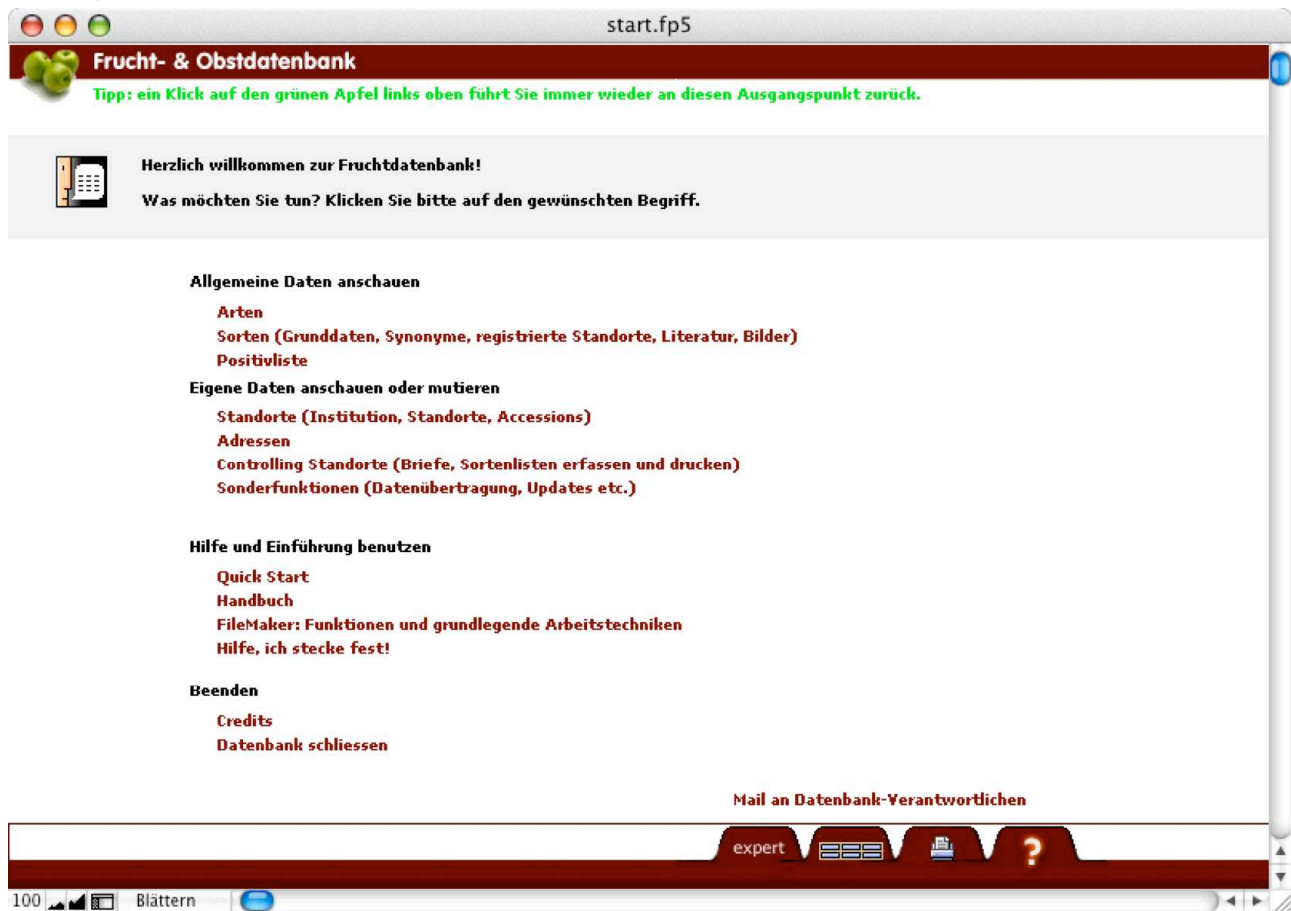 start.fp5
Frucht- & Obstdatenbank
Tipp: ein Klick auf den grünen Apfel links oben führt Sie immer wieder an diesen Ausgangspunkt zurück.
Herzlich willkommen zur Fruchtdatenbank!
Was möchten Sie tun? Klicken Sie bitte auf den gewünschten Begriff.
Allgemeine Daten anschauen
Arten
Sorten (Grunddaten, Synonyme, registrierte Standorte, Literatur, Bilder)
Positivliste
Eigene Daten anschauen oder mutieren
Standorte (Institution, Standorte, Accessions)
Adressen
Controlling Standorte (Briefe, Sortenlisten erfassen und drucken)
Sonderfunktionen (Datenübertragung, Updates etc.)
Hilfe und Einführung benutzen
Quick Start
Handbuch
FileMaker: Funktionen und grundlegende Arbeitstechniken
Hilfe, ich stecke fest!
Beenden
Credits
Datenbank schliessen
Mail an Datenbank-Verantwortlichen
expert ?
100 Blättern